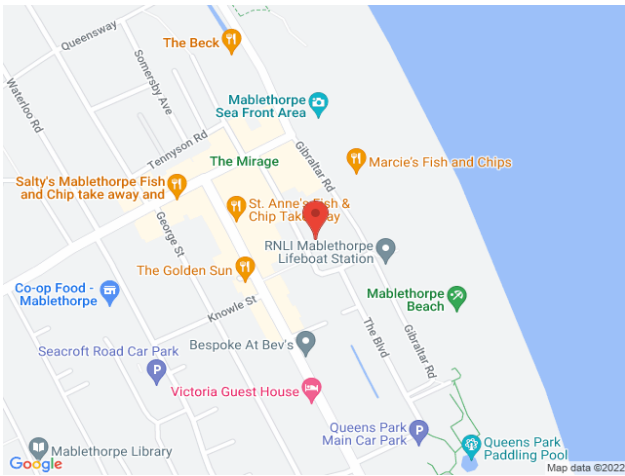 Queensway
The Beck
Somersby Ave
Waterloo Rd
Mablethorpe
Sea Front Area
Tennyson Rd
Gibraltar Rd
The Mirage
Marcie's Fish and Chips
Salty's Mablethorpe Fish
and Chip take away and
St. Anne's Fish &
Chip Take
ay
George St
RNLI Mablethorpe
Lifeboat Station
The Golden Sun
Co-op Food -
Mablethorpe
Mablethorpe
Beach
Knowle St
The Blvd
Gibraltar Rd
Bespoke At Bev's
Seacroft Road Car Park
P
Victoria Guest House
Queens Park
Main Car Park
P
Queens Park
Paddling Pool
Mablethorpe Library
Google
Map data ©2022